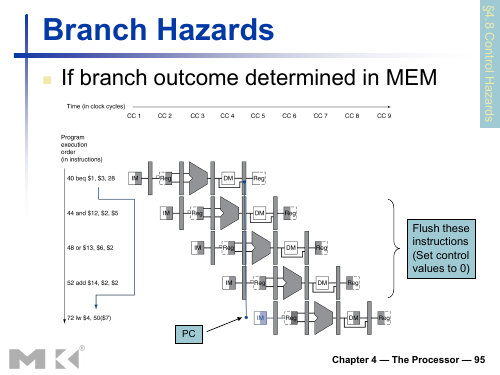 Branch Hazards
§4.8 Control Hazards
If branch outcome determined in MEM
Time (in clock cycles)
CC 1 CC 2 CC 3 CC 4 CC 5 CC 6 CC 7 CC 8 CC 9
Program
execution
order
(in instructions)
40 beq $1, $3, 28
IM Reg DM Reg
44 and $12, $2, $5
IM Reg DM Reg
48 or $13, $6, $2
IM Reg DM Reg
52 add $14, $2, $2
IM Reg DM Reg
72 lw $4, 50($7)
IM Reg DM Reg
Flush these
instructions
(Set control
values to 0)
PC
MK®
Chapter 4 — The Processor — 95